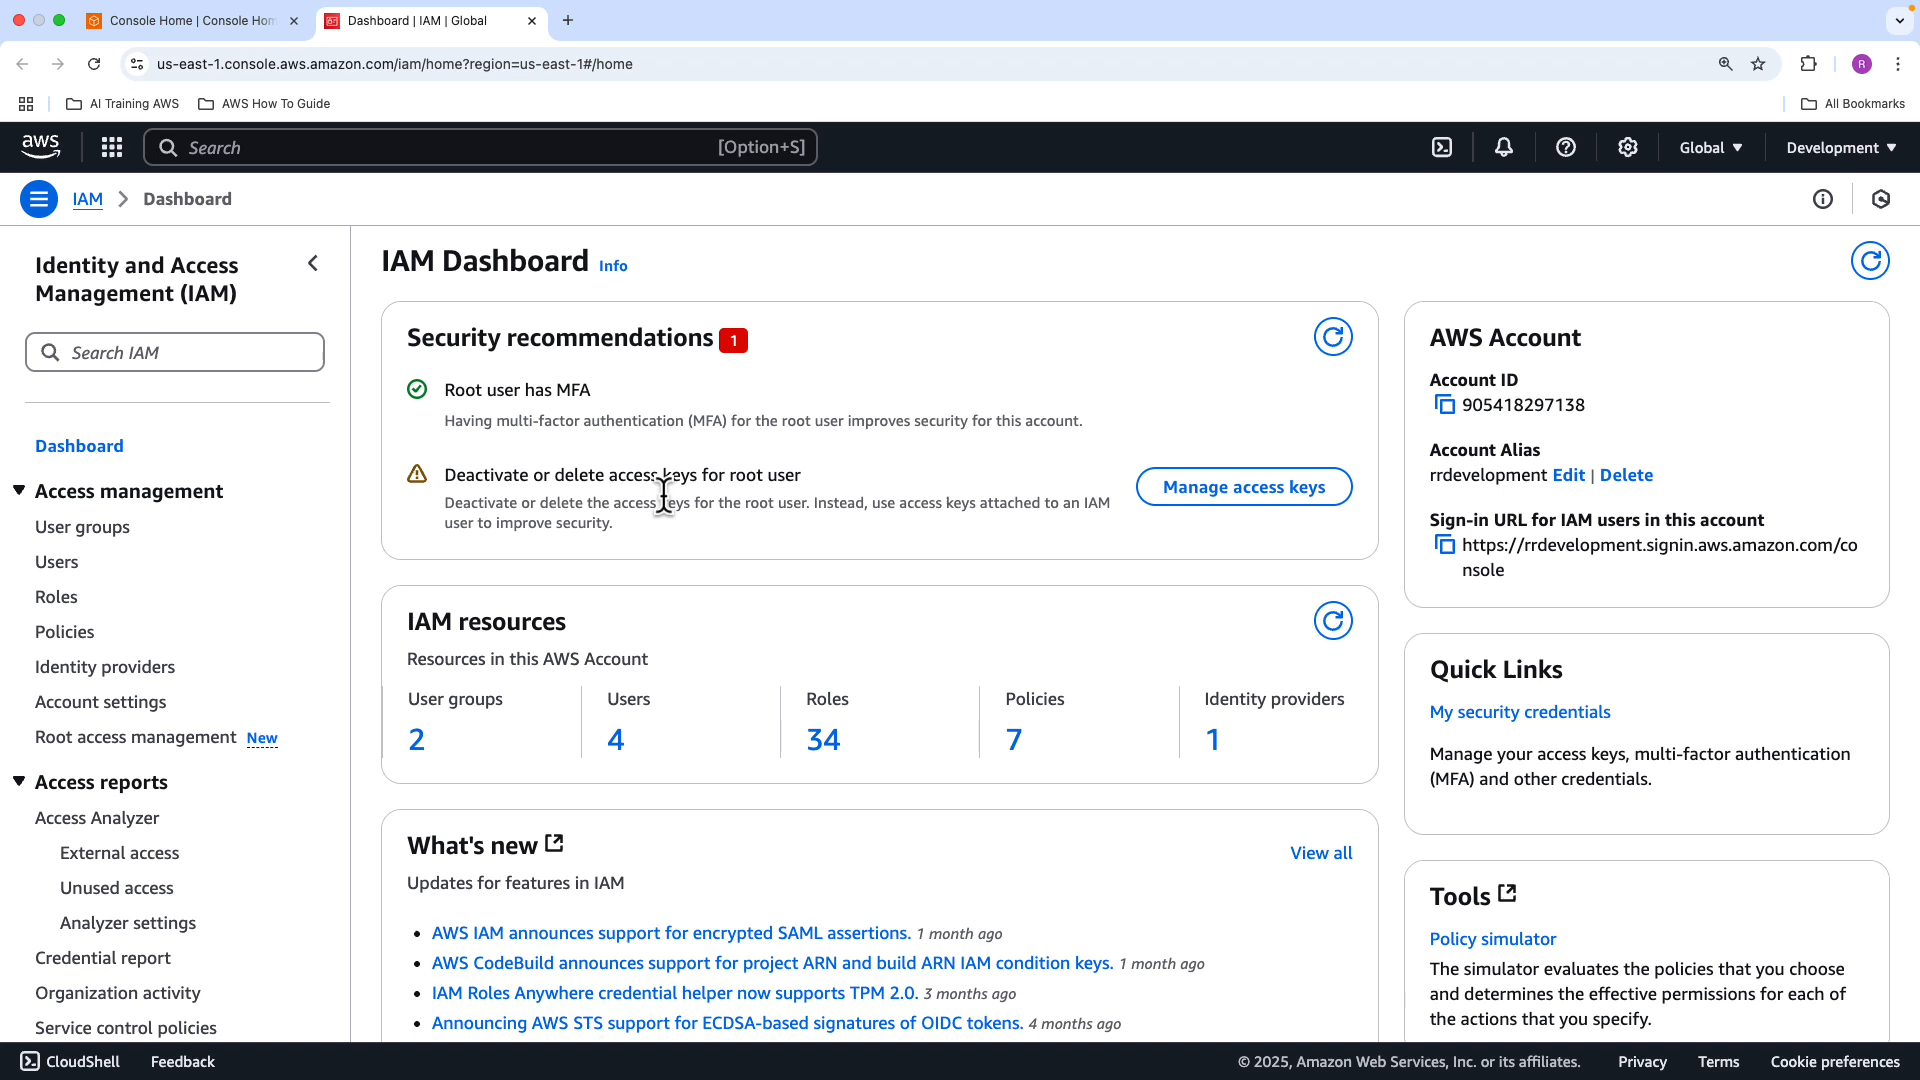 Console Home | Console Hom
Dashboard | IAM | Global
us-east-1.console.aws.amazon.com/iam/home?region=us-east-1#/home
R
AI Training AWS
AWS How To Guide
All Bookmarks
aws
Search
[Option+S]
Global
Development
IAM
Dashboard
Identity and Access
Management (IAM)
Search IAM
Dashboard
Access management
User groups
Users
Roles
Policies
Identity providers
Account settings
Root access management New
Access reports
Access Analyzer
External access
Unused access
Analyzer settings
Credential report
Organization activity
Service control policies
IAM Dashboard Info
Security recommendations 1
Root user has MFA
Having multi-factor authentication (MFA) for the root user improves security for this account.
Deactivate or delete access keys for root user
Deactivate or delete the access keys for the root user. Instead, use access keys attached to an IAM
user to improve security.
Manage access keys
IAM resources
Resources in this AWS Account
User groups
2
Users
4
Roles
34
Policies
7
Identity providers
1
What's new
View all
Updates for features in IAM
AWS IAM announces support for encrypted SAML assertions. 1 month ago
AWS CodeBuild announces support for project ARN and build ARN IAM condition keys. 1 month ago
IAM Roles Anywhere credential helper now supports TPM 2.0. 3 months ago
Announcing AWS STS support for ECDSA-based signatures of OIDC tokens. 4 months ago
AWS Account
Account ID
905418297138
Account Alias
rrdevelopment Edit | Delete
Sign-in URL for IAM users in this account
https://rrdevelopment.signin.aws.amazon.com/co
nsole
Quick Links
My security credentials
Manage your access keys, multi-factor authentication
(MFA) and other credentials.
Tools
Policy simulator
The simulator evaluates the policies that you choose
and determines the effective permissions for each of
the actions that you specify.
CloudShell
Feedback
© 2025, Amazon Web Services, Inc. or its affiliates.
Privacy
Terms
Cookie preferences